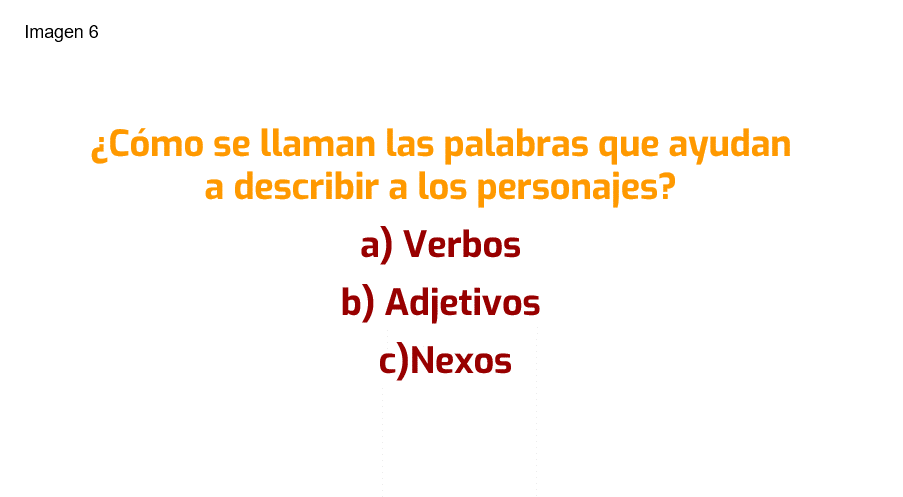 Imagen 6
¿Cómo se llaman las palabras que ayudan
a describir a los personajes?
a) Verbos
b) Adjetivos
c)Nexos